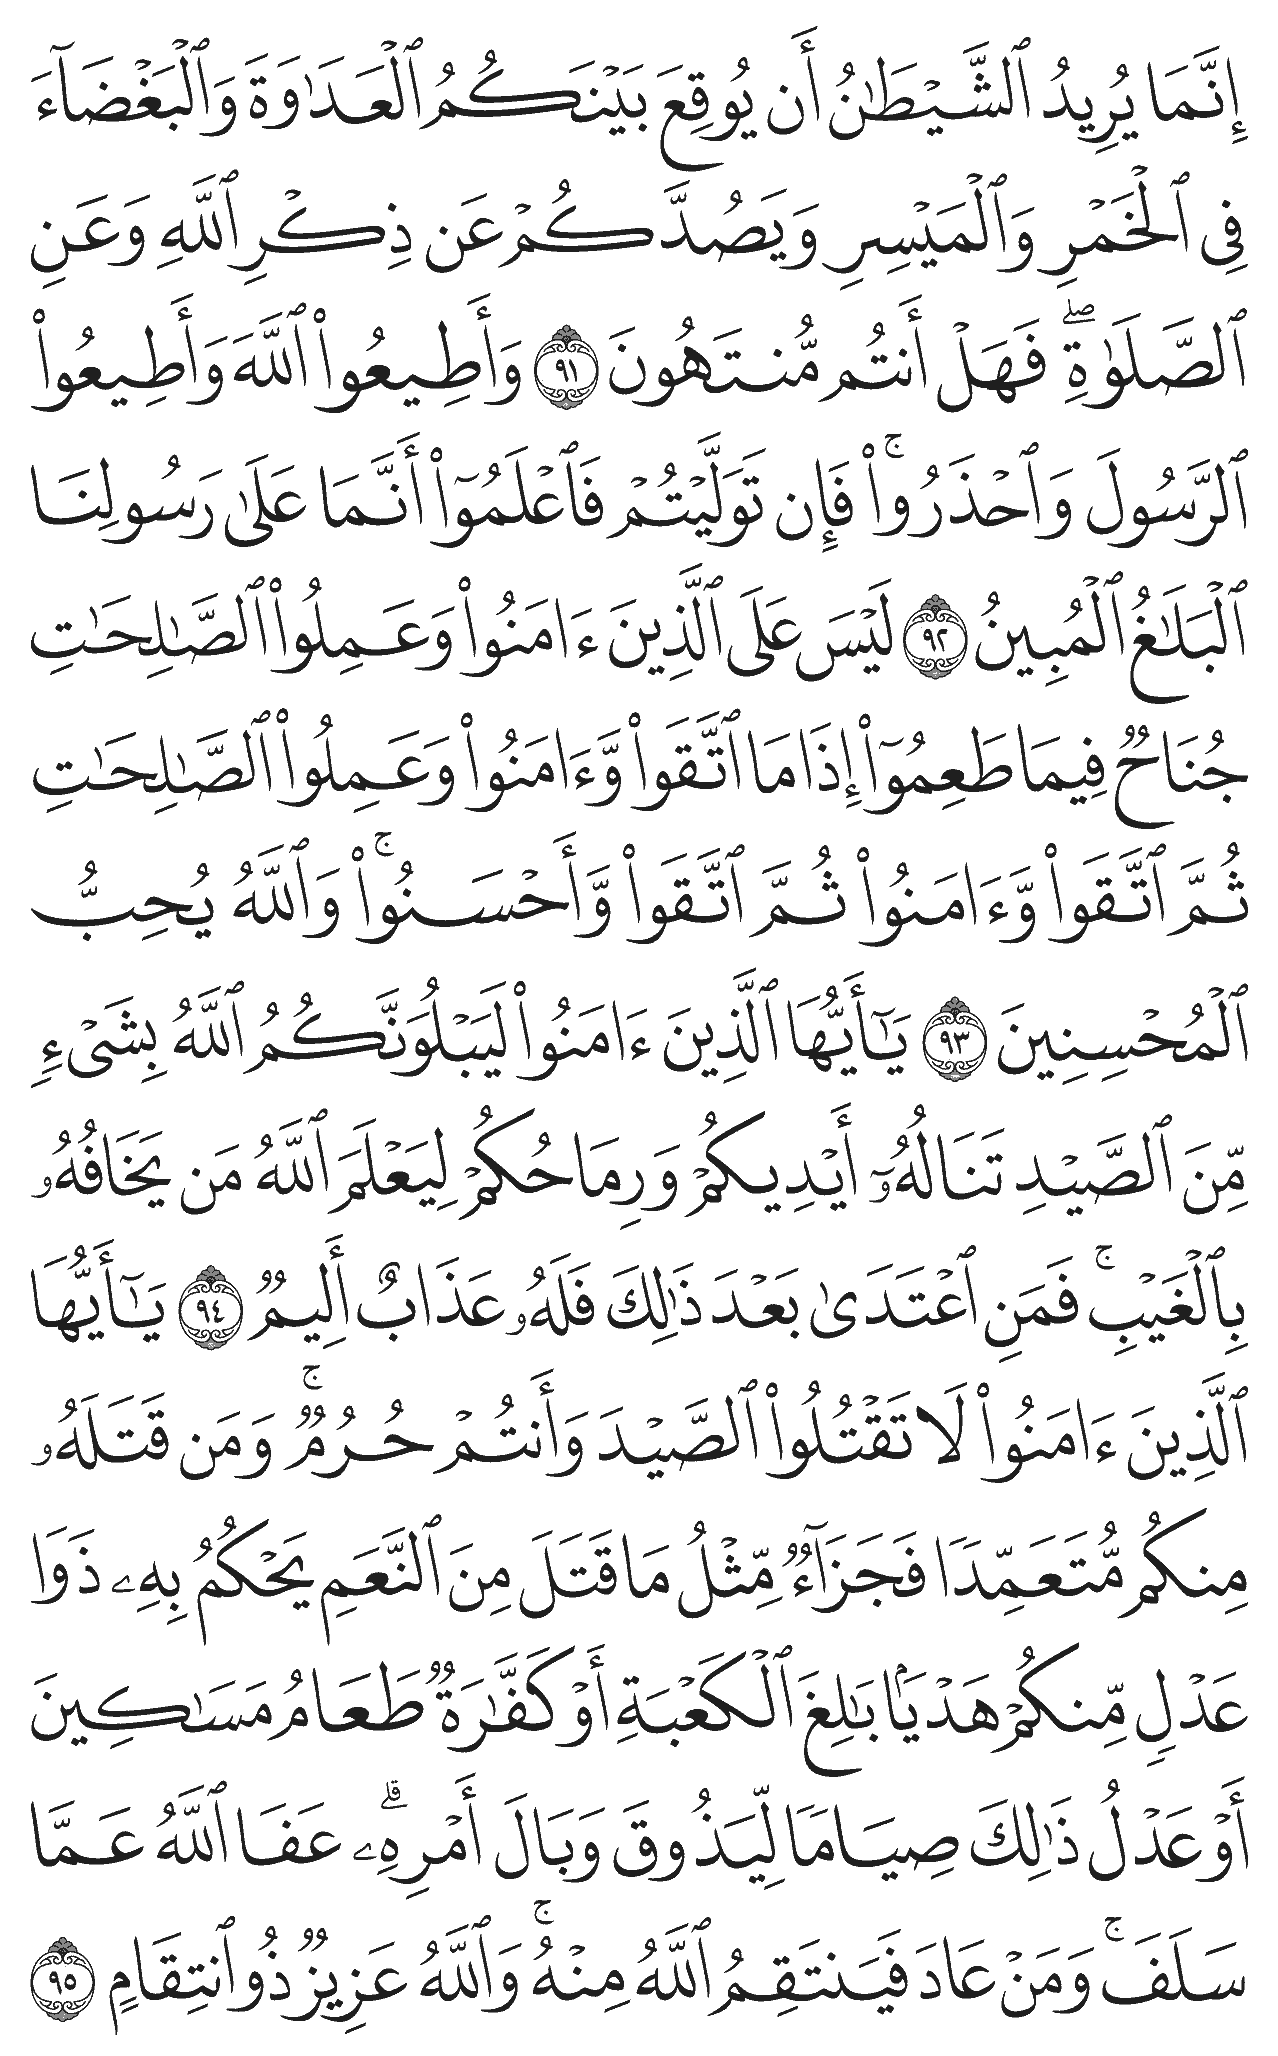 إِنَّمَا يُرِيدُ ٱلشَّيۡطَٰنُ أَن يُوقِعَ بَيۡنَكُمُ ٱلۡعَدَٰوَةَ وَٱلۡبَغۡضَآءَ
فِي ٱلۡخَمۡرِ وَٱلۡمَيۡسِرِ وَيَصُدَّكُمۡ عَن ذِكۡرِ ٱللَّهِ وَعَنِ
ٱلصَّلَوٰةِۖ فَهَلۡ أَنتُم مُّنتَهُونَ ٩١ وَأَطِيعُواْ ٱللَّهَ وَأَطِيعُواْ
ٱلرَّسُولَ وَٱحۡذَرُواْۚ فَإِن تَوَلَّيۡتُمۡ فَٱعۡلَمُوٓاْ أَنَّمَا عَلَىٰ رَسُولِنَا
ٱلۡبَلَٰغُ ٱلۡمُبِينُ ٩٢ لَيۡسَ عَلَى ٱلَّذِينَ ءَامَنُواْ وَعَمِلُواْ ٱلصَّٰلِحَٰتِ
جُنَاحٞ فِيمَا طَعِمُوٓاْ إِذَا مَا ٱتَّقَواْ وَّءَامَنُواْ وَعَمِلُواْ ٱلصَّٰلِحَٰتِ
ثُمَّ ٱتَّقَواْ وَّءَامَنُواْ ثُمَّ ٱتَّقَواْ وَّأَحۡسَنُواْۚ وَٱللَّهُ يُحِبُّ
ٱلۡمُحۡسِنِينَ ٩٣ يَٰٓأَيُّهَا ٱلَّذِينَ ءَامَنُواْ لَيَبۡلُوَنَّكُمُ ٱللَّهُ بِشَيۡءٖ
مِّنَ ٱلصَّيۡدِ تَنَالُهُۥٓ أَيۡدِيكُمۡ وَرِمَاحُكُمۡ لِيَعۡلَمَ ٱللَّهُ مَن يَخَافُهُۥ
بِٱلۡغَيۡبِۚ فَمَنِ ٱعۡتَدَىٰ بَعۡدَ ذَٰلِكَ فَلَهُۥ عَذَابٌ أَلِيمٞ ٩٤ يَٰٓأَيُّهَا
ٱلَّذِينَ ءَامَنُواْ لَا تَقۡتُلُواْ ٱلصَّيۡدَ وَأَنتُمۡ حُرُمٞۚ وَمَن قَتَلَهُۥ
مِنكُم مُّتَعَمِّدٗا فَجَزَآءٞ مِّثۡلُ مَا قَتَلَ مِنَ ٱلنَّعَمِ يَحۡكُمُ بِهِۦ ذَوَا
عَدۡلٖ مِّنكُمۡ هَدۡيَۢا بَٰلِغَ ٱلۡكَعۡبَةِ أَوۡ كَفَّٰرَةٞ طَعَامُ مَسَٰكِينَ
أَوۡ عَدۡلُ ذَٰلِكَ صِيَامٗا لِّيَذُوقَ وَبَالَ أَمۡرِهِۦۗ عَفَا ٱللَّهُ عَمَّا
سَلَفَۚ وَمَنۡ عَادَ فَيَنتَقِمُ ٱللَّهُ مِنۡهُۚ وَٱللَّهُ عَزِيزٞ ذُو ٱنتِقَامٍ ٩٥